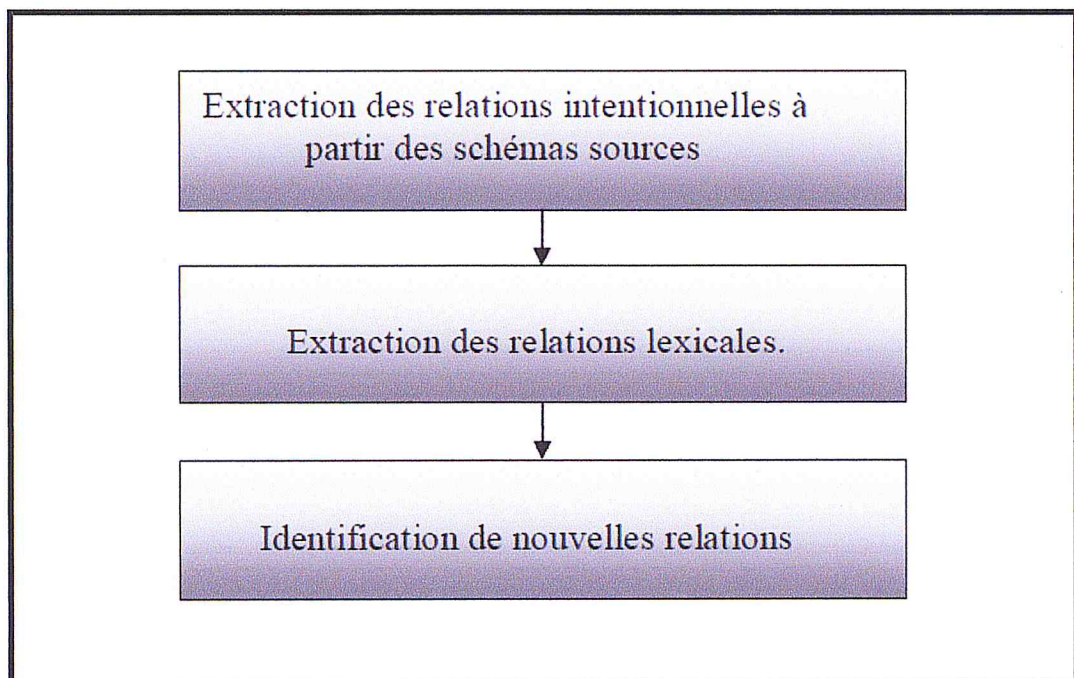 Extraction des relations intentionnelles à
partir des schémas sources
Extraction des relations lexicales.
Identification de nouvelles relations